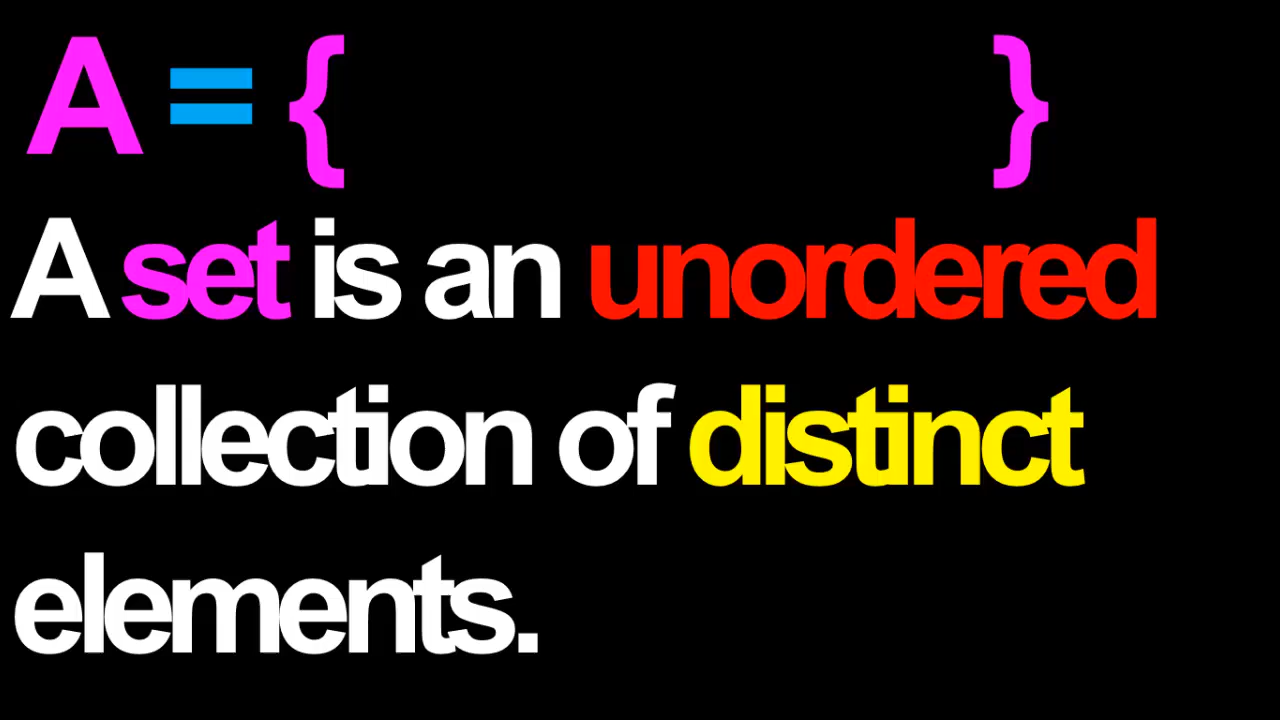 A = { }
A set is an unordered
collection of distinct
elements.